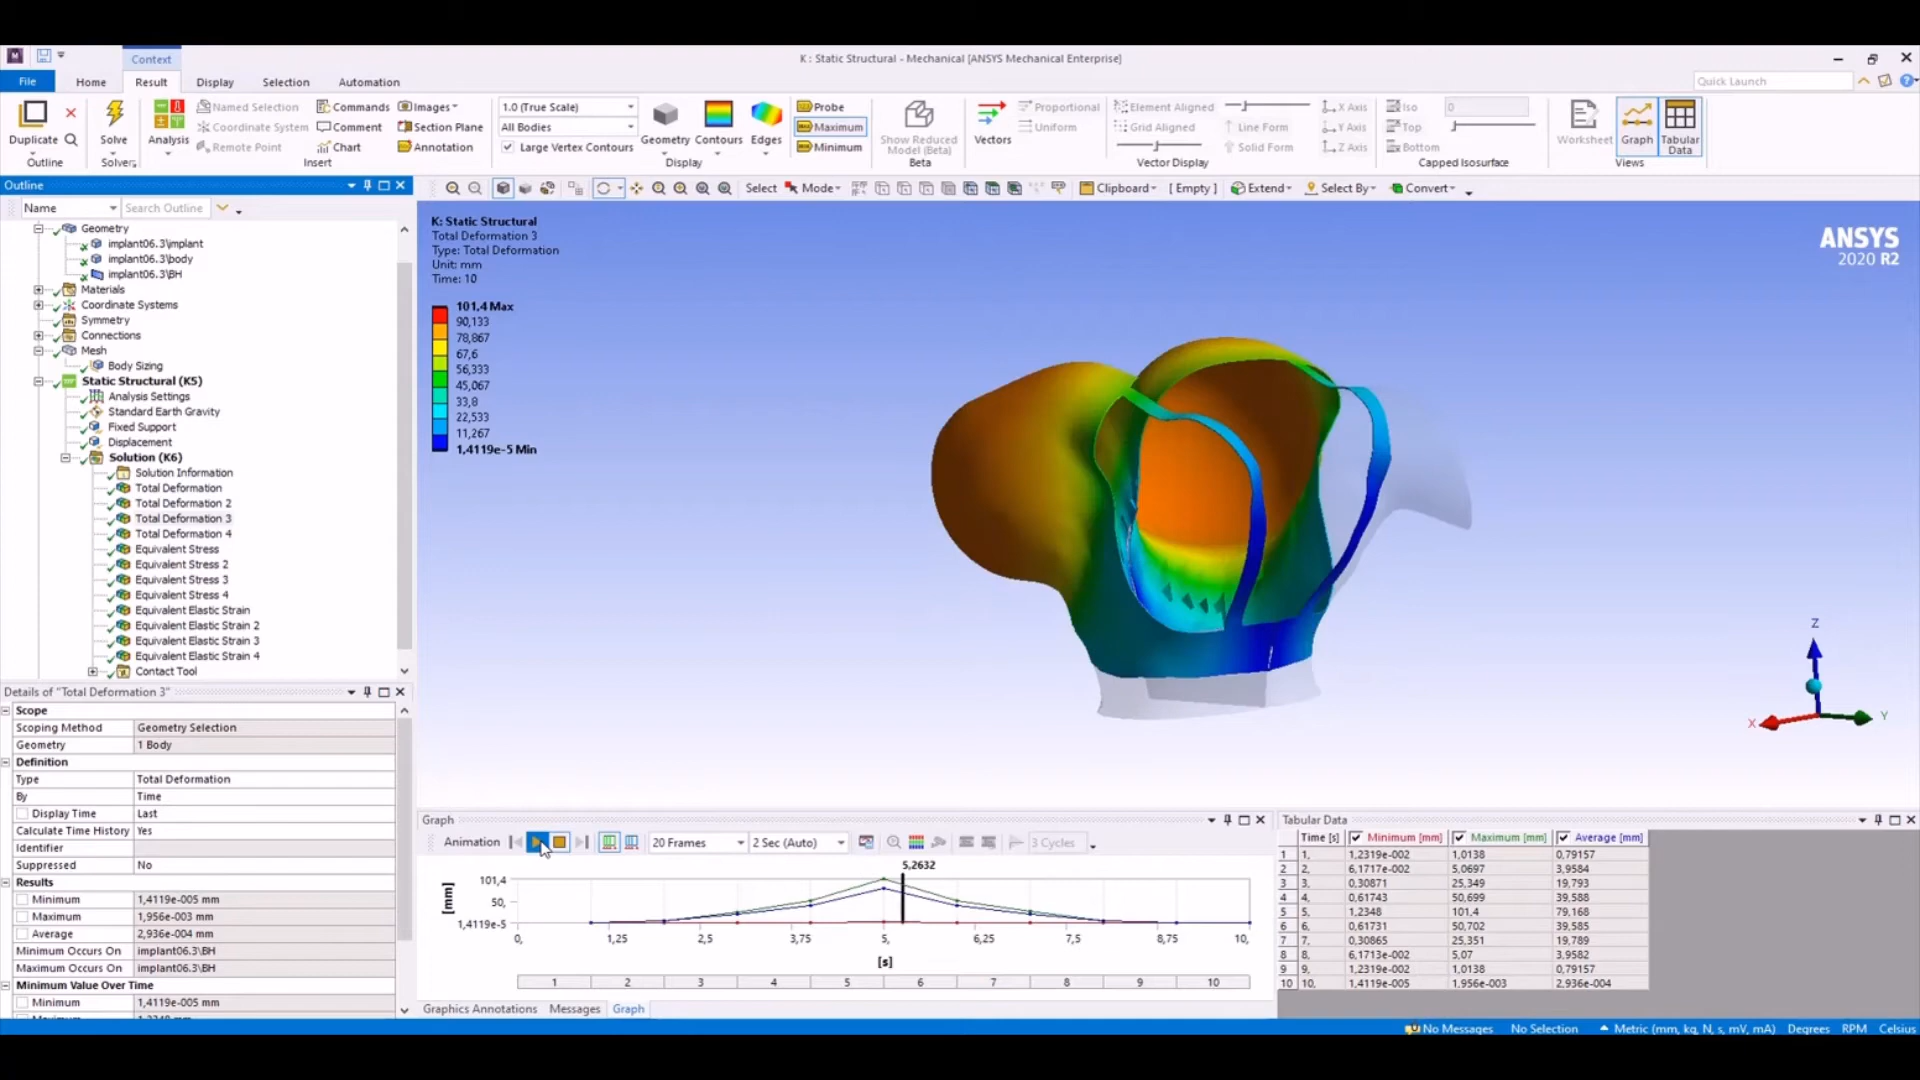 Context
K : Static Structural - Mechanical [ANSYS Mechanical Enterprise]
File Home Result Display Selection Automation
Quick Launch
Duplicate
Outline
Solve
Solver
Analysis
Named Selection
Coordinate System
Remote Point
Commands
Comment
Chart
Images
Section Plane
Annotation
Insert
1.0 (True Scale)
All Bodies
Large Vertex Contours
Geometry
Contours
Edges
Display
Probe
Maximum
Minimum
Show Reduced
Model (Beta)
Beta
Vectors
Proportional
Uniform
Element Aligned
Grid Aligned
Line Form
Solid Form
X Axis
Y Axis
Z Axis
Vector Display
Iso
Top
Bottom
0
Capped Isosurface
Worksheet
Graph
Tabular
Data
Views
Outline
Name
Search Outline
Select Mode Clipboard [ Empty ] Extend Select By Convert
Geometry
implant06.3\implant
implant06.3\body
implant06.3\BH
Materials
Coordinate Systems
Symmetry
Connections
Mesh
Body Sizing
Static Structural (K5)
Analysis Settings
Standard Earth Gravity
Fixed Support
Displacement
Solution (K6)
Solution Information
Total Deformation
Total Deformation 2
Total Deformation 3
Total Deformation 4
Equivalent Stress
Equivalent Stress 2
Equivalent Stress 3
Equivalent Stress 4
Equivalent Elastic Strain
Equivalent Elastic Strain 2
Equivalent Elastic Strain 3
Equivalent Elastic Strain 4
Contact Tool
K: Static Structural
Total Deformation 3
Type: Total Deformation
Unit: mm
Time: 10
101,4 Max
90,133
78,867
67,6
56,333
45,067
33,8
22,533
11,267
1,4119e-5 Min
ANSYS
2020 R2
Z
X
Y
Details of "Total Deformation 3"
Scope
Scoping Method Geometry Selection
Geometry 1 Body
Definition
Type Total Deformation
By Time
Display Time Last
Calculate Time History Yes
Identifier
Suppressed No
Results
Minimum 1,4119e-005 mm
Maximum 1,956e-003 mm
Average 2,936e-004 mm
Minimum Occurs On implant06.3\BH
Maximum Occurs On implant06.3\BH
Minimum Value Over Time
Minimum 1,4119e-005 mm
Graph
Animation 20 Frames 2 Sec (Auto) 3 Cycles
5,2632
[mm]
101,4
50,
1,4119e-5
0, 1,25 2,5 3,75 5, 6,25 7,5 8,75 10,
[s]
1 2 3 4 5 6 7 8 9 10
Graphics Annotations Messages Graph
Tabular Data
Time [s] Minimum [mm] Maximum [mm] Average [mm]
1 1, 1,2319e-002 1,0138 0,79157
2 2, 6,1717e-002 5,0697 3,9584
3 3, 0,30871 25,349 19,793
4 4, 0,61743 50,699 39,588
5 5, 1,2348 101,4 79,168
6 6, 0,61731 50,702 39,585
7 7, 0,30865 25,351 19,789
8 8, 6,1713e-002 5,07 3,9582
9 9, 1,2319e-002 1,0138 0,79157
10 10, 1,4119e-005 1,956e-003 2,936e-004
No Messages No Selection Metric (mm, kg, N, s, mV, mA) Degrees RPM Celsius